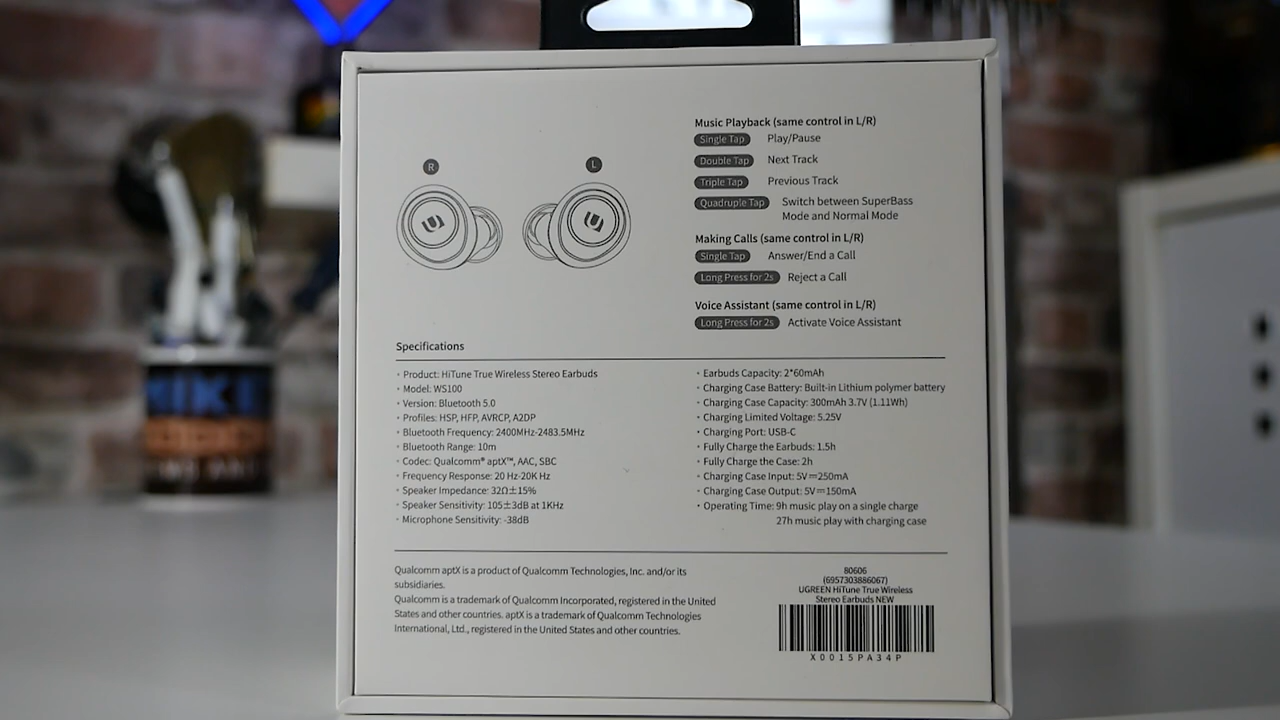 R
L
Music Playback (same control in L/R)
Single Tap Play/Pause
Double Tap Next Track
Triple Tap Previous Track
Quadruple Tap Switch between SuperBass
Mode and Normal Mode
Making Calls (same control in L/R)
Single Tap Answer/End a Call
Long Press for 2s Reject a Call
Voice Assistant (same control in L/R)
Long Press for 2s Activate Voice Assistant
Specifications
· Product: HiTune True Wireless Stereo Earbuds
· Model: WS100
· Version: Bluetooth 5.0
· Profiles: HSP, HFP, AVRCP, A2DP
· Bluetooth Frequency: 2400MHz-2483.5MHz
· Bluetooth Range: 10m
· Codec: Qualcomm® aptX™, AAC, SBC
· Frequency Response: 20 Hz-20K Hz
· Speaker Impedance: 32Ω±15%
· Speaker Sensitivity: 105±3dB at 1KHz
· Microphone Sensitivity: -38dB
· Earbuds Capacity: 2*60mAh
· Charging Case Battery: Built-in Lithium polymer battery
· Charging Case Capacity: 300mAh 3.7V (1.11Wh)
· Charging Limited Voltage: 5.25V
· Charging Port: USB-C
· Fully Charge the Earbuds: 1.5h
· Fully Charge the Case: 2h
· Charging Case Input: 5V⎓250mA
· Charging Case Output: 5V⎓150mA
· Operating Time: 9h music play on a single charge
27h music play with charging case
Qualcomm aptX is a product of Qualcomm Technologies, Inc. and/or its
subsidiaries.
Qualcomm is a trademark of Qualcomm Incorporated, registered in the United
States and other countries. aptX is a trademark of Qualcomm Technologies
International, Ltd., registered in the United States and other countries.
80606
(6957303886067)
UGREEN HiTune True Wireless
Stereo Earbuds NEW
X0015PA34P